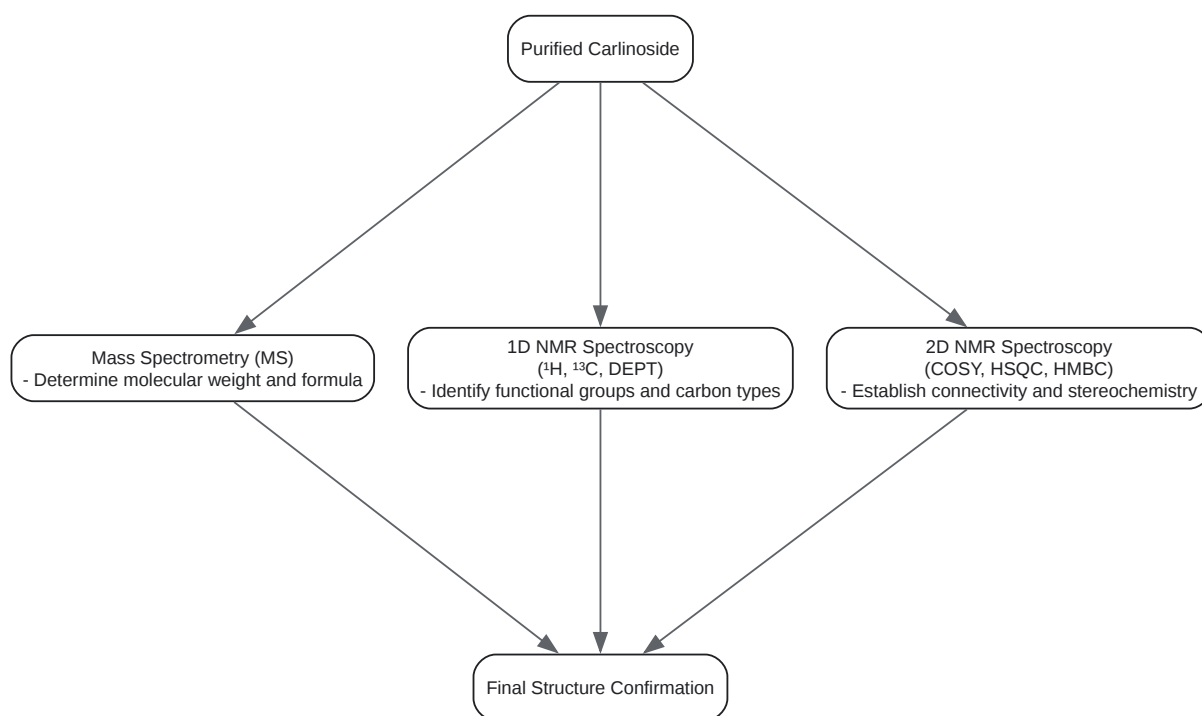 Purified Carlinoside
Mass Spectrometry (MS)
- Determine molecular weight and formula
1D NMR Spectroscopy
(¹H, ¹³C, DEPT)
- Identify functional groups and carbon types
2D NMR Spectroscopy
(COSY, HSQC, HMBC)
- Establish connectivity and stereochemistry
Final Structure Confirmation